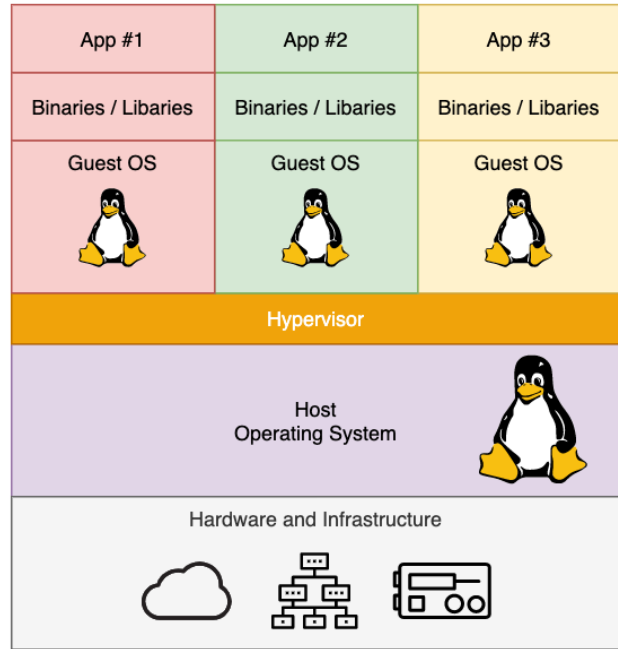 App #1
App #2
App #3
Binaries / Libaries
Binaries / Libaries
Binaries / Libaries
Guest OS
Guest OS
Guest OS
Hypervisor
Host
Operating System
Hardware and Infrastructure